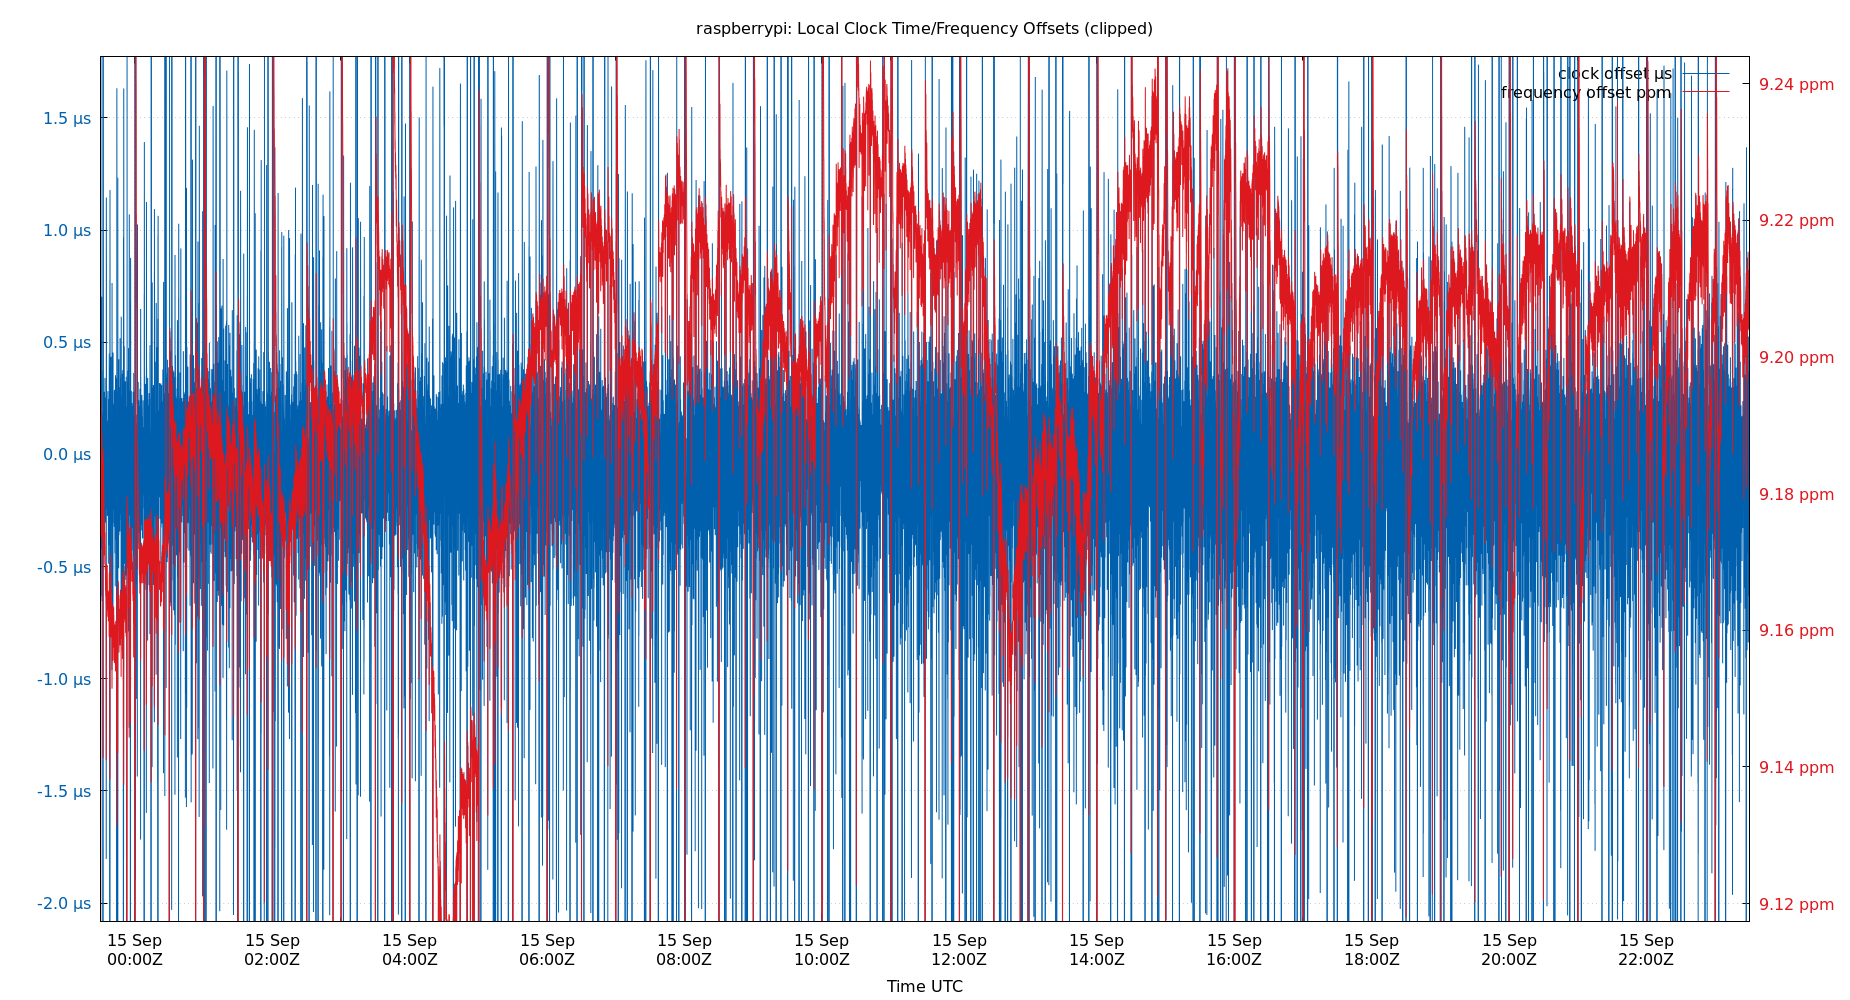 raspberrypi: Local Clock Time/Frequency Offsets (clipped)
clock offset µs
frequency offset ppm
1.5 µs
1.0 µs
0.5 µs
0.0 µs
-0.5 µs
-1.0 µs
-1.5 µs
-2.0 µs
9.24 ppm
9.22 ppm
9.20 ppm
9.18 ppm
9.16 ppm
9.14 ppm
9.12 ppm
15 Sep 15 Sep 15 Sep 15 Sep 15 Sep 15 Sep 15 Sep 15 Sep 15 Sep 15 Sep 15 Sep 15 Sep
00:00Z 02:00Z 04:00Z 06:00Z 08:00Z 10:00Z 12:00Z 14:00Z 16:00Z 18:00Z 20:00Z 22:00Z
Time UTC